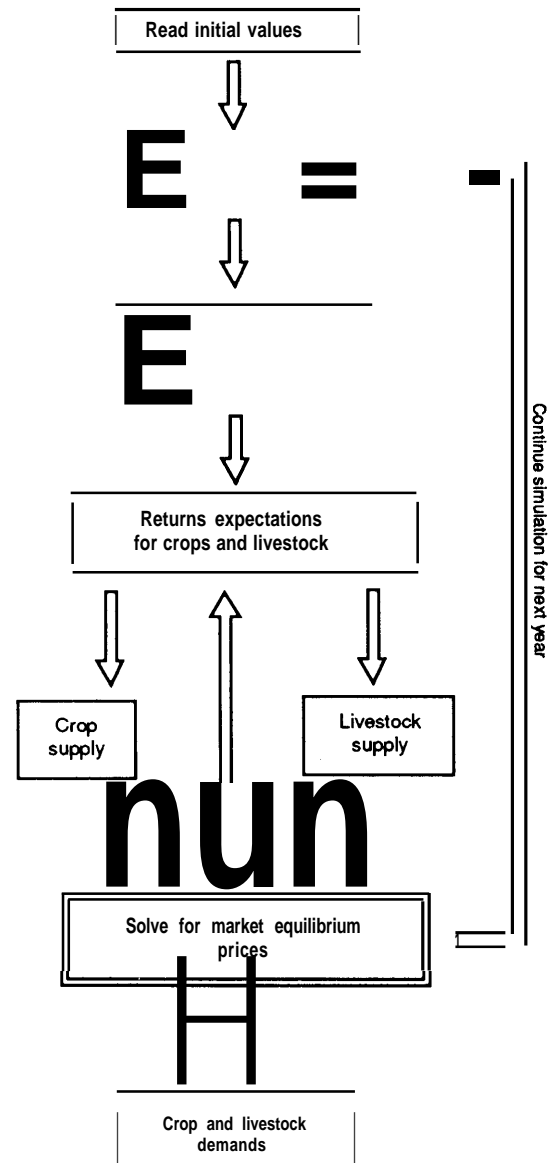 Read initial values
E = -
E
Returns expectations
for crops and livestock
Crop
supply
Livestock
supply
nun
Solve for market equilibrium
prices
H
Crop and livestock
demands
Continue simulation for next year